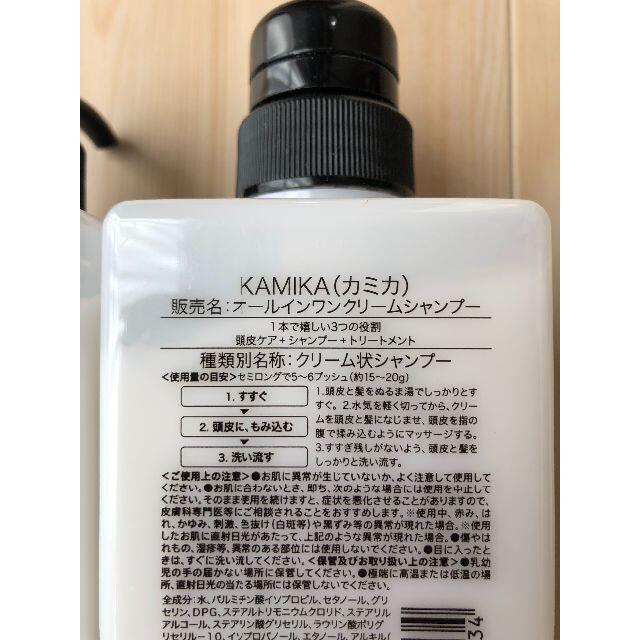 KAMIKA(カミカ)
販売名:オールインワンクリームシャンプー
1本で嬉しい3つの役割
頭皮ケア+シャンプー+トリートメント
種類別名称:クリーム状シャンプー
<使用量の目安>セミロングで5〜6プッシュ(約15〜20g)
1. すすぐ
2. 頭皮に、もみ込む
3. 洗い流す
1.頭皮と髪をぬるま湯でしっかりとす
すぐ。2.水気を軽く切ってから、クリー
ムを頭皮と髪になじませ、頭皮を指の
腹で揉み込むようにマッサージする。
3.すすぎ残しがないよう、頭皮と髪を
しっかりと洗い流す。
<ご使用上の注意>●お肌に異常が生じていないか、よく注意して使用して
ください。●お肌に合わないとき、即ち、次のような場合には使用を中止して
ください。そのまま使用を続けますと、症状を悪化させることがありますので、
皮膚科専門医等にご相談されることをおすすめします。※使用中、赤み、は
れ、かゆみ、刺激、色抜け(白斑等)や黒ずみ等の異常が現れた場合。※使用
したお肌に直射日光があたって、上記のような異常が現れた場合。●傷やは
れもの、湿疹等、異常のある部位には使用しないでください。●目に入ったと
きは、すぐに洗い流してください。<保管及びお取り扱い上の注意>●乳幼
児の手の届かない場所に保管してください。●極端に高温または低温の場
所、直射日光の当たる場所には保管しないでください。
全成分:水、パルミチン酸イソプロピル、セタノール、グリ
セリン、DPG、ステアルトリモニウムクロリド、ステアリル
アルコール、ステアリン酸グリセリル、ラウリン酸ポリグ
リセリル-10、イソプロパノール、エタノール、アルキル(
34